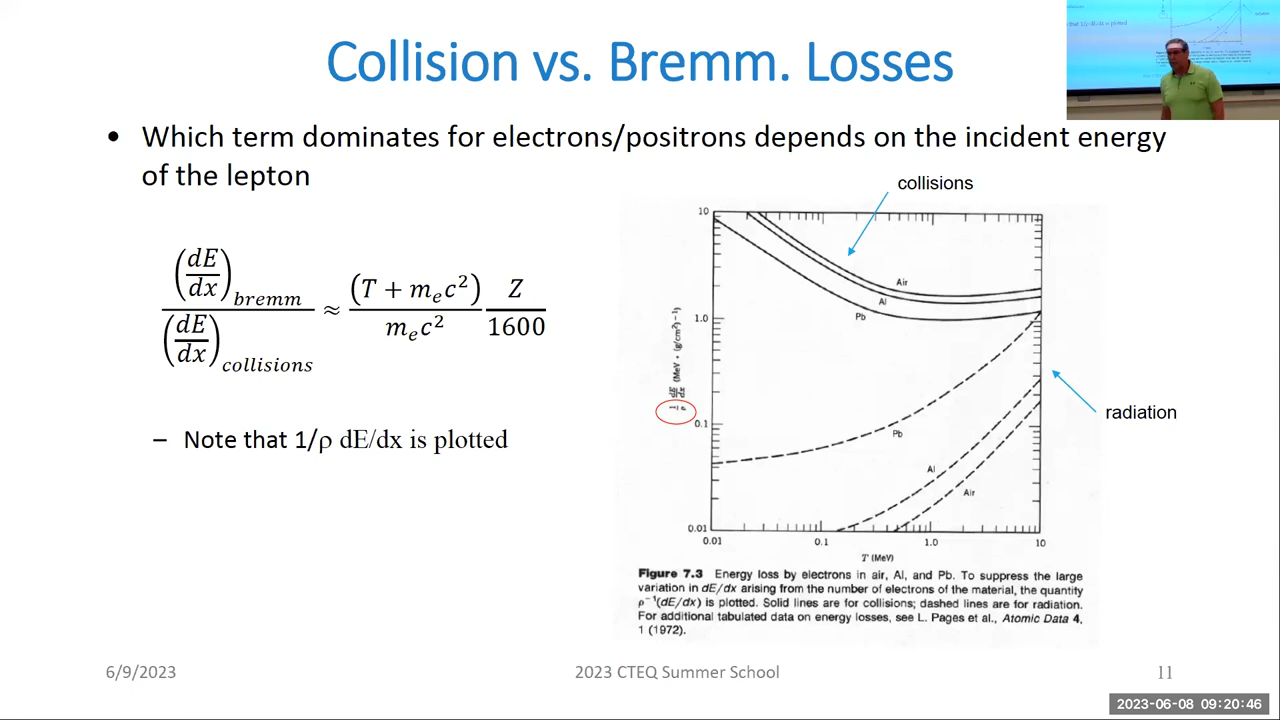 Collision vs. Bremm. Losses
• Which term dominates for electrons/positrons depends on the incident energy
of the lepton
collisions
(dE/dx)bremm / (dE/dx)collisions ≈ (T + mₑc²)/mₑc² Z/1600
– Note that 1/ρ dE/dx is plotted
10
1.0
0.1
0.01
1/ρ dE/dx (MeV · (g/cm²)−1)
Air
Al
Pb
Pb
Al
Air
radiation
0.01 0.1 1.0 10
T (MeV)
Figure 7.3 Energy loss by electrons in air, Al, and Pb. To suppress the large
variation in dE/dx arising from the number of electrons of the material, the quantity
ρ⁻¹(dE/dx) is plotted. Solid lines are for collisions; dashed lines are for radiation.
For additional tabulated data on energy losses, see L. Pages et al., Atomic Data 4,
1 (1972).
6/9/2023
2023 CTEQ Summer School
11
2023-06-08 09:20:46